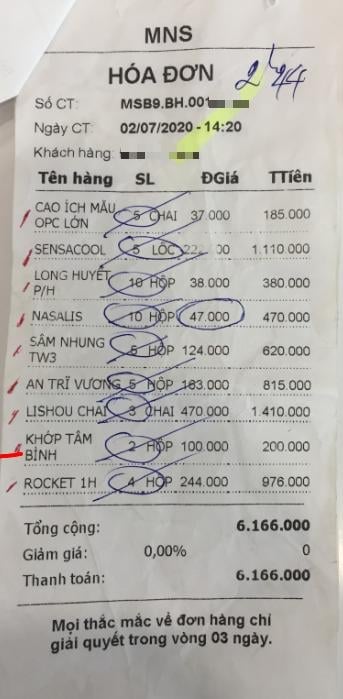 MNS
HÓA ĐƠN
2 44
Số CT: MSB9.BH.001
Ngày CT: 02/07/2020 - 14:20
Khách hàng:
Tên hàng SL ĐGiá TTiền
CAO ÍCH MẪU
OPC LỚN 5 CHAI 37.000 185.000
SENSACOOL 5 LỐC 222.000 1.110.000
LONG HUYẾT
P/H 10 HỘP 38.000 380.000
NASALIS 10 HỘP 47.000 470.000
SÂM NHUNG
TW3 5 HỘP 124.000 620.000
AN TRĨ VƯƠNG 5 HỘP 163.000 815.000
LISHOU CHAI 3 CHAI 470.000 1.410.000
KHỚP TÂM
BÌNH 2 HỘP 100.000 200.000
ROCKET 1H 4 HỘP 244.000 976.000
Tổng cộng: 6.166.000
Giảm giá: 0,00% 0
Thanh toán: 6.166.000
Mọi thắc mắc về đơn hàng chỉ
giải quyết trong vòng 03 ngày.